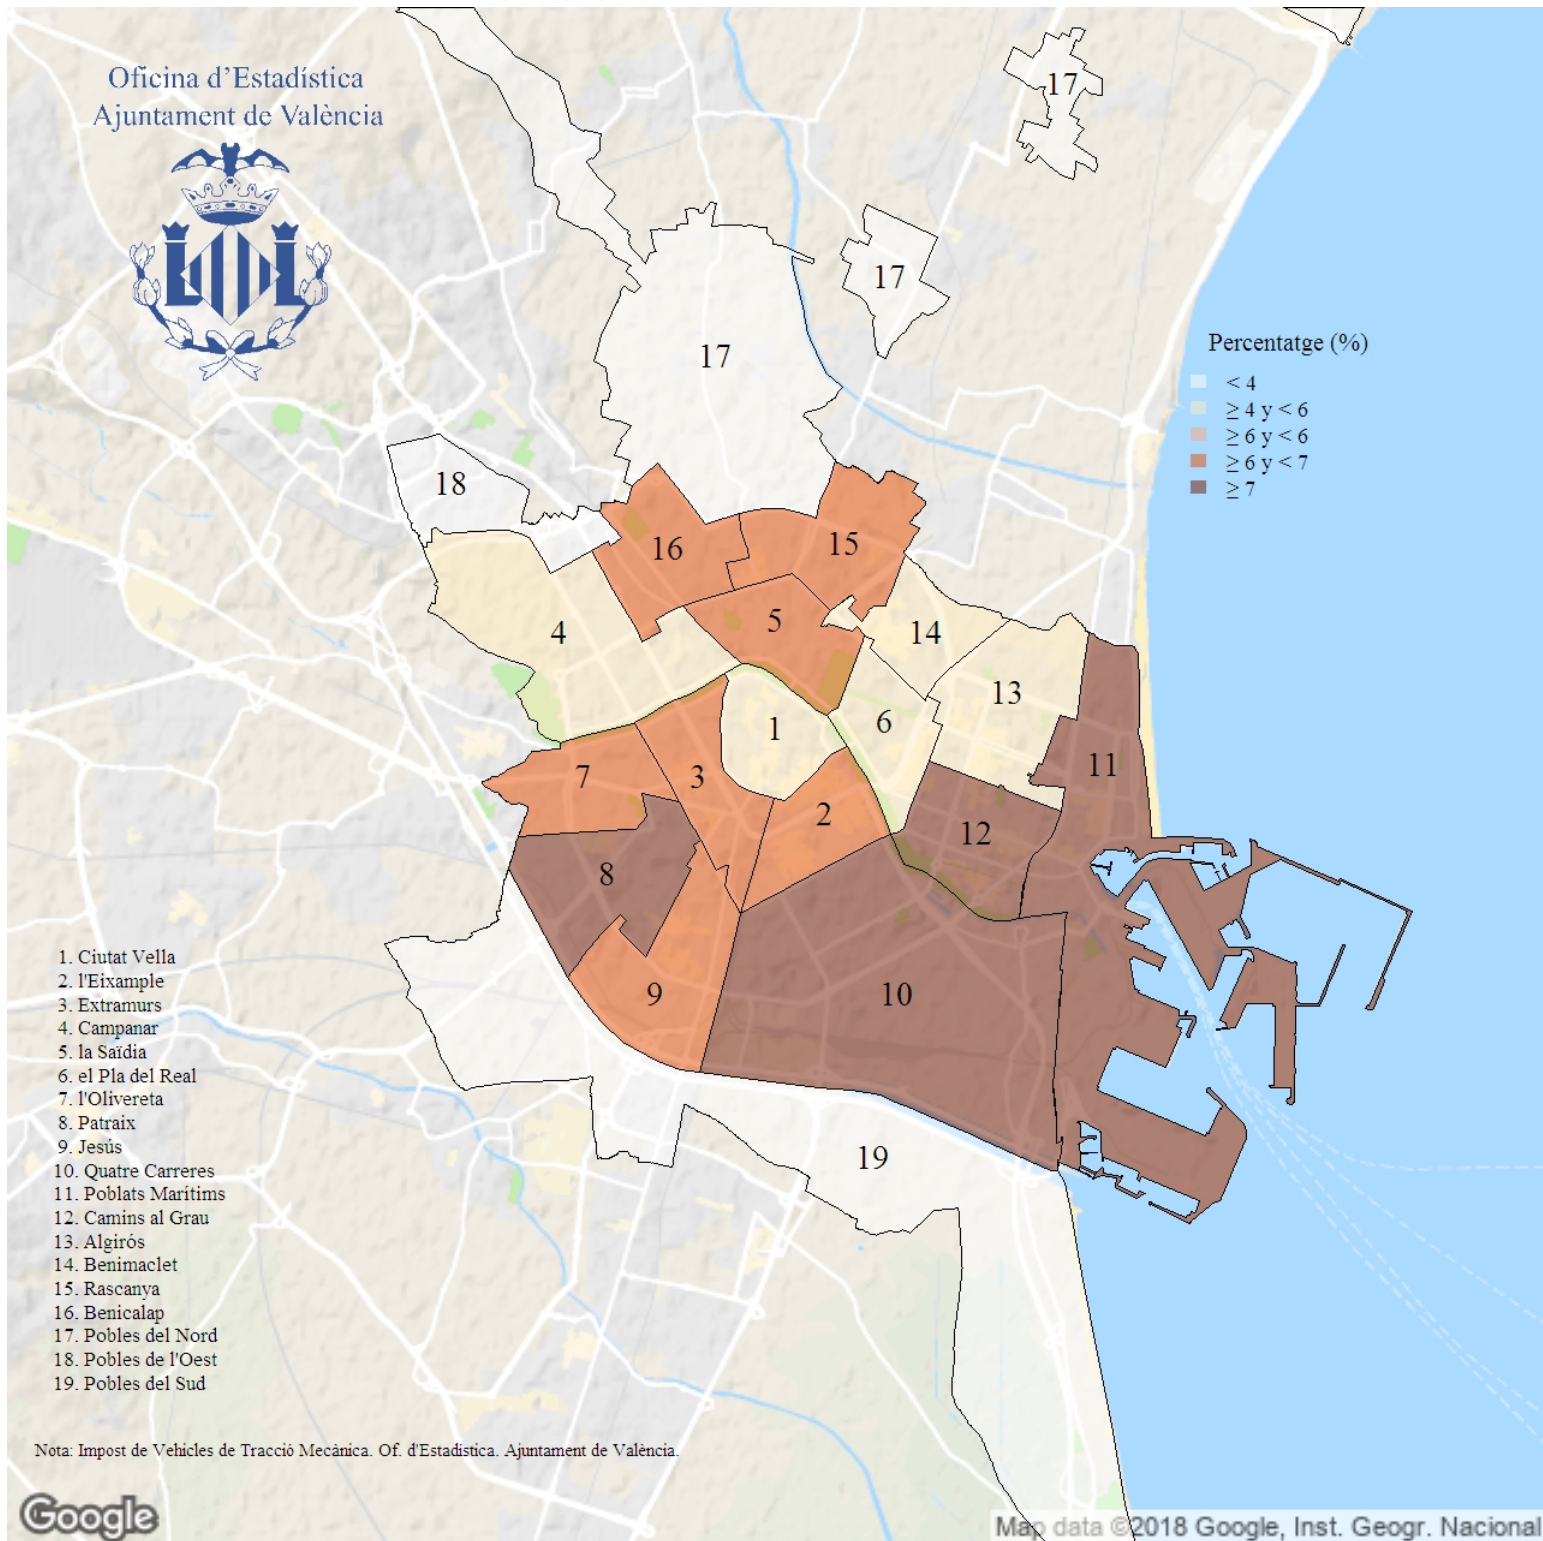 Oficina d'Estadística
Ajuntament de València
17
17
17
Percentatge (%)
< 4
≥ 4 y < 6
≥ 6 y < 6
≥ 6 y < 7
≥ 7
18
16
15
5
4
14
13
1
6
11
7
3
2
12
8
9
10
19
1. Ciutat Vella
2. l'Eixample
3. Extramurs
4. Campanar
5. la Saïdia
6. el Pla del Real
7. l'Olivereta
8. Patraix
9. Jesús
10. Quatre Carreres
11. Poblats Marítims
12. Camins al Grau
13. Algirós
14. Benimaclet
15. Rascanya
16. Benicalap
17. Pobles del Nord
18. Pobles de l'Oest
19. Pobles del Sud
Nota: Impost de Vehicles de Tracció Mecànica. Of. d'Estadística. Ajuntament de València.
Google
Map data ©2018 Google, Inst. Geogr. Nacional